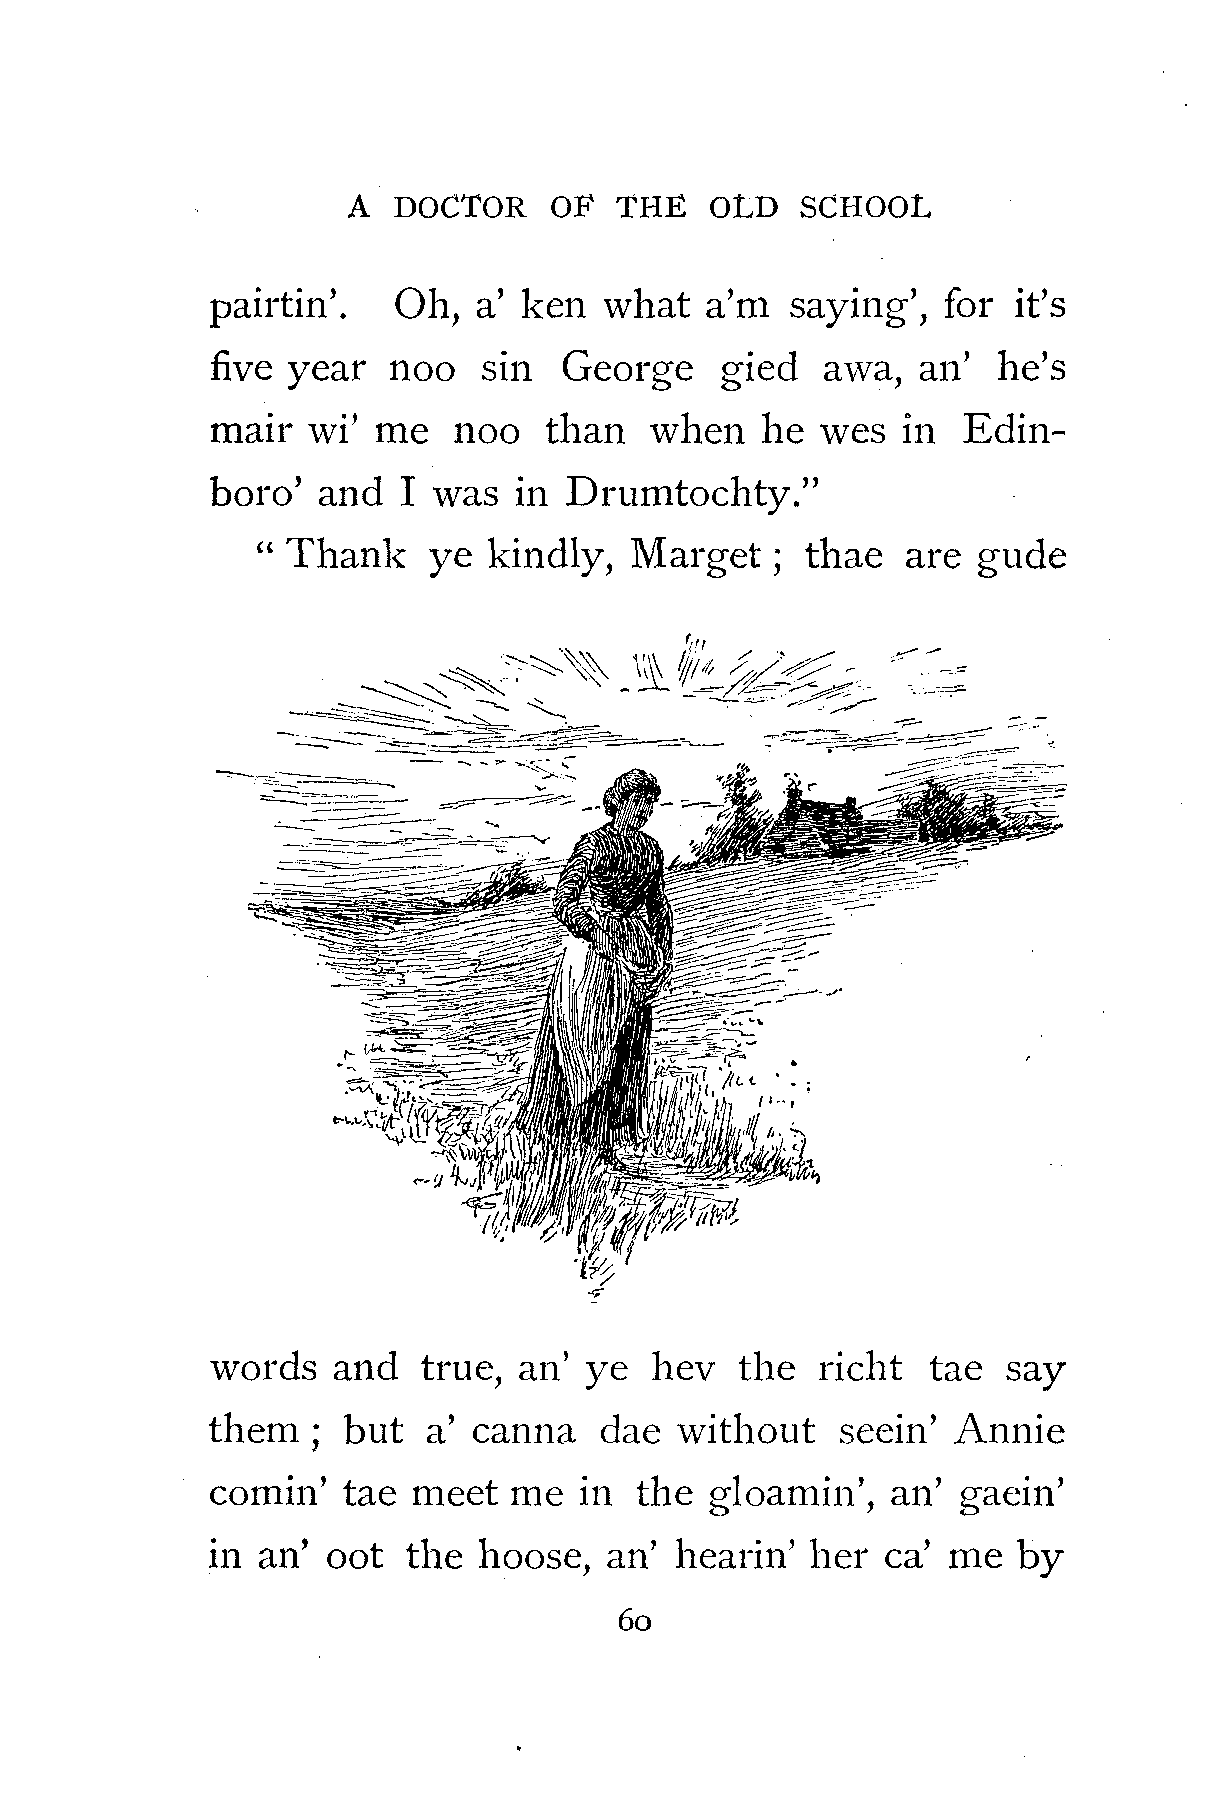 A DOCTOR OF THE OLD SCHOOL
pairtin’. Oh, a’ ken what a’m saying’, for it’s
five year noo sin George gied awa, an’ he’s
mair wi’ me noo than when he wes in Edin-
boro’ and I was in Drumtochty.”
“ Thank ye kindly, Marget ; thae are gude
words and true, an’ ye hev the richt tae say
them ; but a’ canna dae without seein’ Annie
comin’ tae meet me in the gloamin’, an’ gaein’
in an’ oot the hoose, an’ hearin’ her ca’ me by
60